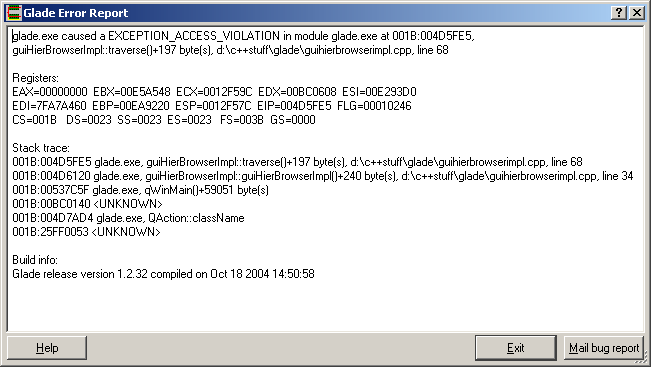 Glade Error Report
glade.exe caused a EXCEPTION_ACCESS_VIOLATION in module glade.exe at 001B:004D5FE5,
guiHierBrowserImpl::traverse()+197 byte(s), d:\c++stuff\glade\guihierbrowserimpl.cpp, line 68
Registers:
EAX=00000000 EBX=00E5A548 ECX=0012F59C EDX=00BC0608 ESI=00E293D0
EDI=7FA7A460 EBP=00EA9220 ESP=0012F57C EIP=004D5FE5 FLG=00010246
CS=001B DS=0023 SS=0023 ES=0023 FS=003B GS=0000
Stack trace:
001B:004D5FE5 glade.exe, guiHierBrowserImpl::traverse()+197 byte(s), d:\c++stuff\glade\guihierbrowserimpl.cpp, line 68
001B:004D6120 glade.exe, guiHierBrowserImpl::guiHierBrowserImpl()+240 byte(s), d:\c++stuff\glade\guihierbrowserimpl.cpp, line 34
001B:00537C5F glade.exe, qWinMain()+59051 byte(s)
001B:00BC0140 <UNKNOWN>
001B:004D7AD4 glade.exe, QAction::className
001B:25FF0053 <UNKNOWN>
Build info:
Glade release version 1.2.32 compiled on Oct 18 2004 14:50:58
Help
Exit
Mail bug report